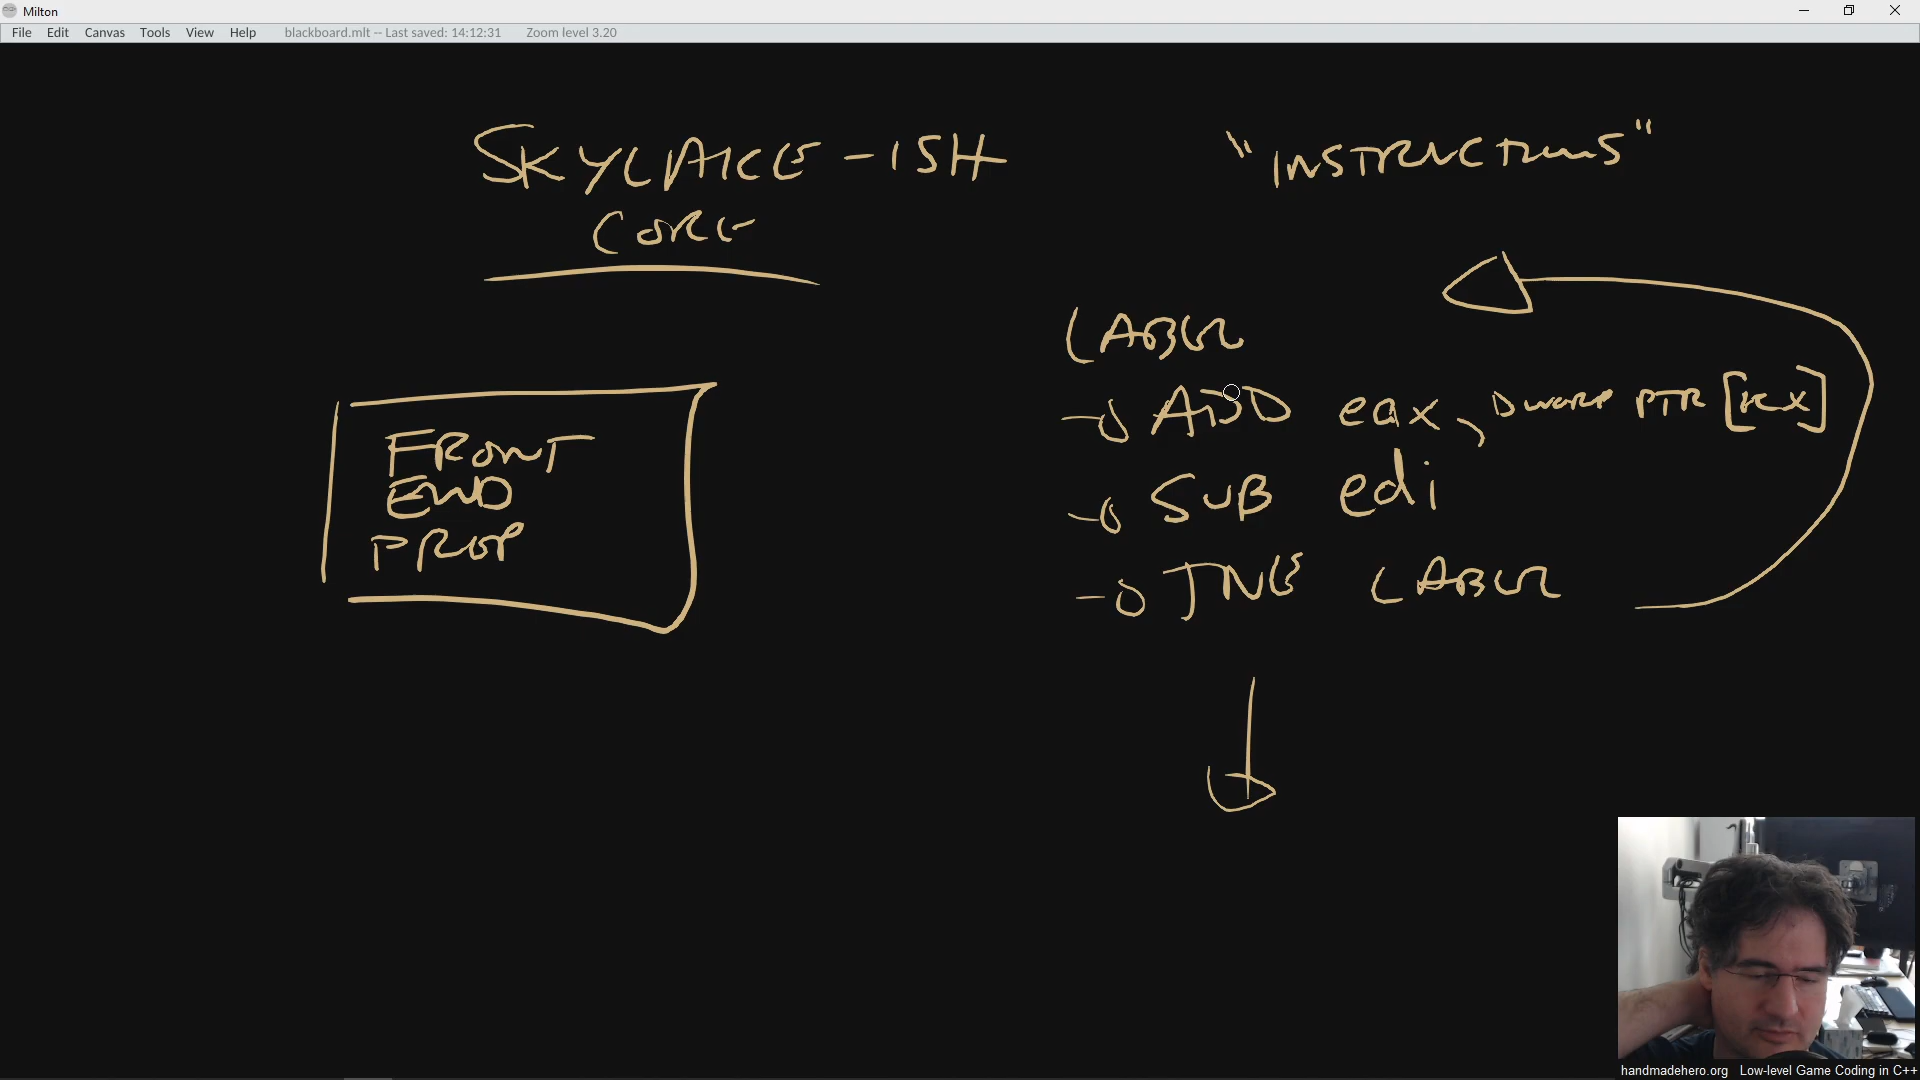 Milton
File Edit Canvas Tools View Help blackboard.mlt -- Last saved: 14:12:31 Zoom level 3.20
SKYLAKE-ISH
CORE
"INSTRUCTIONS"
FRONT
END
PROP
LABEL
ADD eax, DWORD PTR [RCX]
SUB edi
JNE LABEL
handmadehero.org Low-level Game Coding in C++